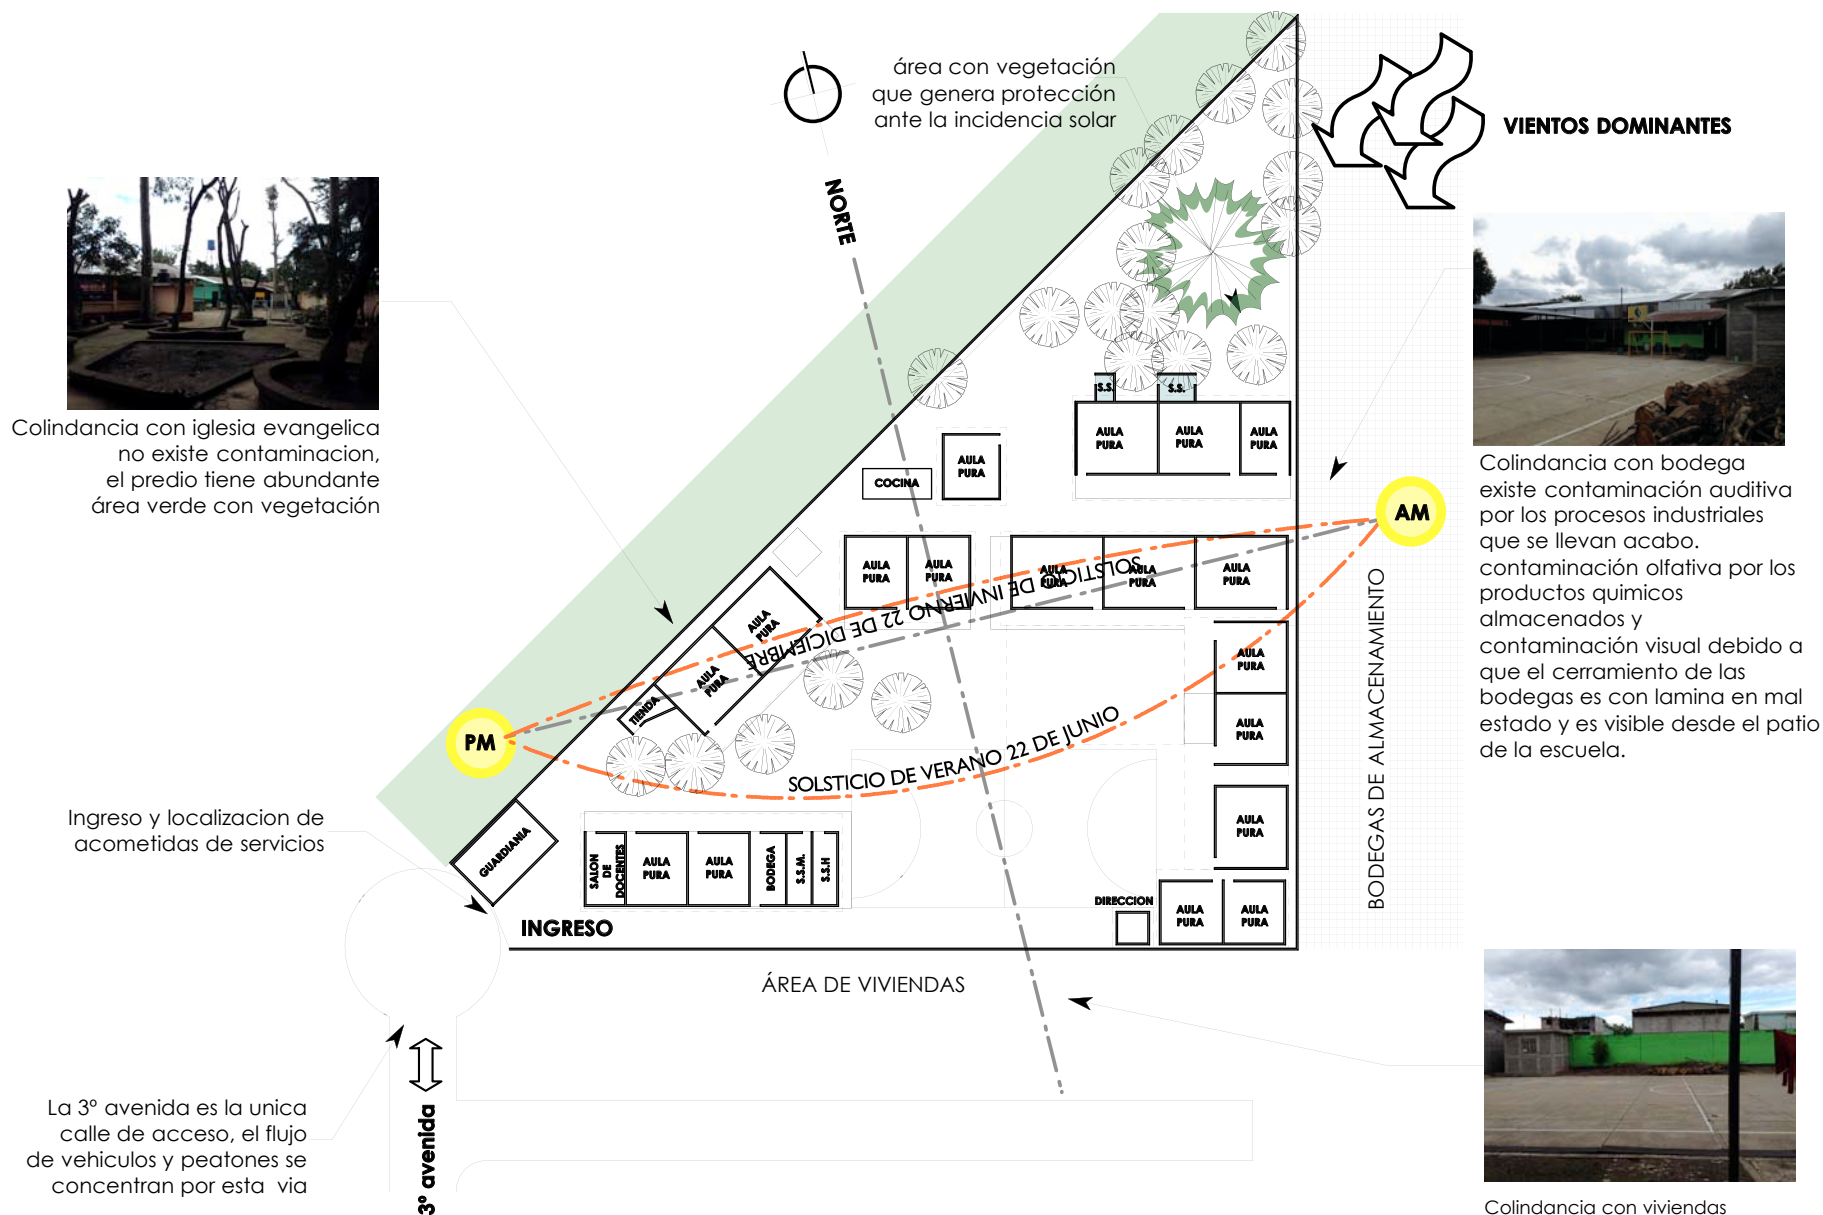 área con vegetación
que genera protección
ante la incidencia solar
VIENTOS DOMINANTES
NORTE
Colindancia con iglesia evangelica
no existe contaminacion,
el predio tiene abundante
área verde con vegetación
Colindancia con bodega
existe contaminación auditiva
por los procesos industriales
que se llevan acabo.
contaminación olfativa por los
productos quimicos
almacenados y
contaminación visual debido a
que el cerramiento de las
bodegas es con lamina en mal
estado y es visible desde el patio
de la escuela.
S.S.
S.S.
AULA
PURA
AULA
PURA
AULA
PURA
AULA
PURA
COCINA
AM
AULA
PURA
AULA
PURA
AULA
PURA
AULA
PURA
AULA
PURA
SOLSTICIO DE INVIERNO 22 DE DICIEMBRE
AULA
PURA
AULA
PURA
TIENDA
PM
AULA
PURA
AULA
PURA
SOLSTICIO DE VERANO 22 DE JUNIO
BODEGAS DE ALMACENAMIENTO
Ingreso y localizacion de
acometidas de servicios
GUARDIANIA
SALON
DE
DOCENTES
AULA
PURA
AULA
PURA
BODEGA
S.S.M.
S.S.H
AULA
PURA
DIRECCION
AULA
PURA
AULA
PURA
INGRESO
ÁREA DE VIVIENDAS
La 3º avenida es la unica
calle de acceso, el flujo
de vehiculos y peatones se
concentran por esta via
3º avenida
Colindancia con viviendas